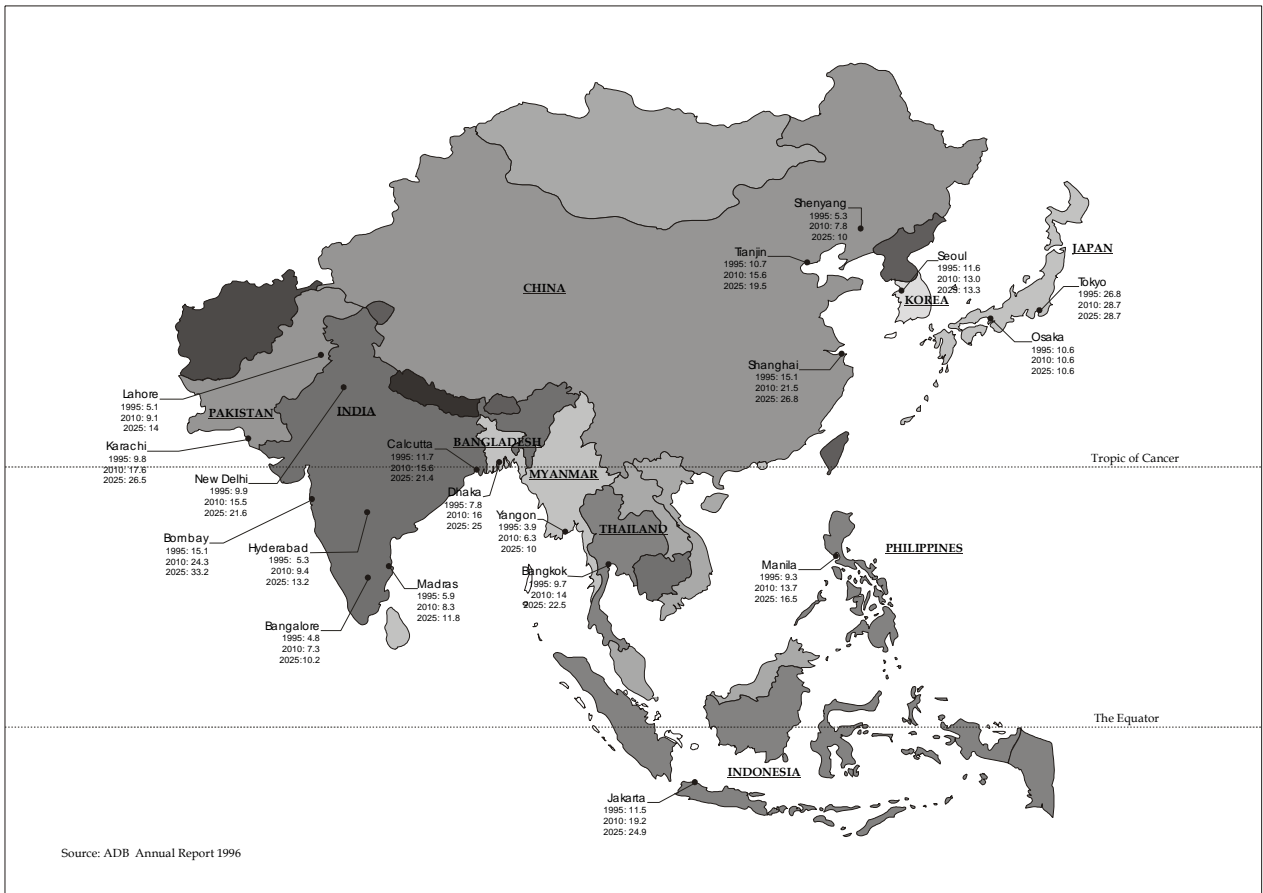 Shenyang
1995: 5.3
2010: 7.8
2025: 10
Tianjin
1995: 10.7
2010: 15.6
2025: 19.5
Seoul
1995: 11.6
2010: 13.0
2025: 13.3
JAPAN
CHINA
KOREA
Tokyo
1995: 26.8
2010: 28.7
2025: 28.7
Osaka
1995: 10.6
2010: 10.6
2025: 10.6
Shanghai
1995: 15.1
2010: 21.5
2025: 26.8
Lahore
1995: 5.1
2010: 9.1
2025: 14
PAKISTAN
INDIA
Karachi
1995: 9.8
2010: 17.6
2025: 26.5
Calcutta
1995: 11.7
2010: 15.6
2025: 21.4
BANGLADESH
Tropic of Cancer
MYANMAR
New Delhi
1995: 9.9
2010: 15.5
2025: 21.6
Dhaka
1995: 7.8
2010: 16
2025: 25
Yangon
1995: 3.9
2010: 6.3
2025: 10
THAILAND
Bombay
1995: 15.1
2010: 24.3
2025: 33.2
Hyderabad
1995: 5.3
2010: 9.4
2025: 13.2
PHILIPPINES
Manila
1995: 9.3
2010: 13.7
2025: 16.5
Bangkok
1995: 9.7
2010: 14
2025: 22.5
Madras
1995: 5.9
2010: 8.3
2025: 11.8
Bangalore
1995: 4.8
2010: 7.3
2025:10.2
The Equator
INDONESIA
Jakarta
1995: 11.5
2010: 19.2
2025: 24.9
Source: ADB Annual Report 1996